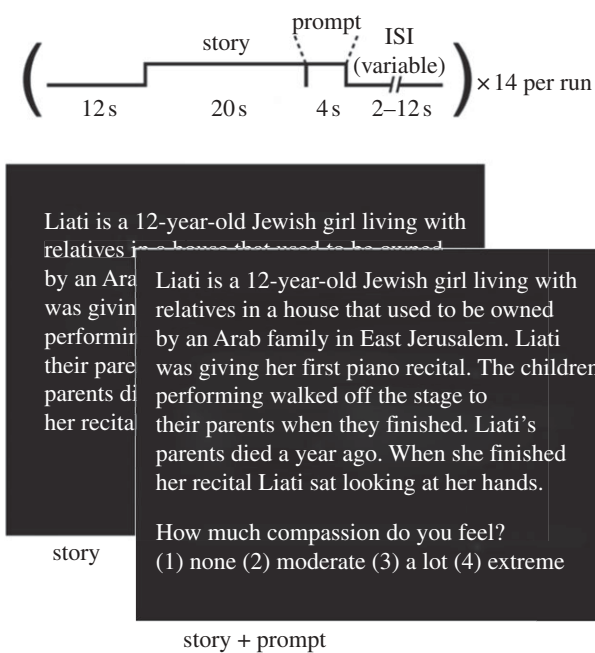 prompt
story
ISI
(variable)
× 14 per run
12 s
20 s
4 s
2–12 s
Liati is a 12-year-old Jewish girl living with
relatives in a house that used to be owned
by an Ara
was givin
performin
their pare
parents di
her recita
Liati is a 12-year-old Jewish girl living with
relatives in a house that used to be owned
by an Arab family in East Jerusalem. Liati
was giving her first piano recital. The children
performing walked off the stage to
their parents when they finished. Liati’s
parents died a year ago. When she finished
her recital Liati sat looking at her hands.
How much compassion do you feel?
(1) none (2) moderate (3) a lot (4) extreme
story
story + prompt